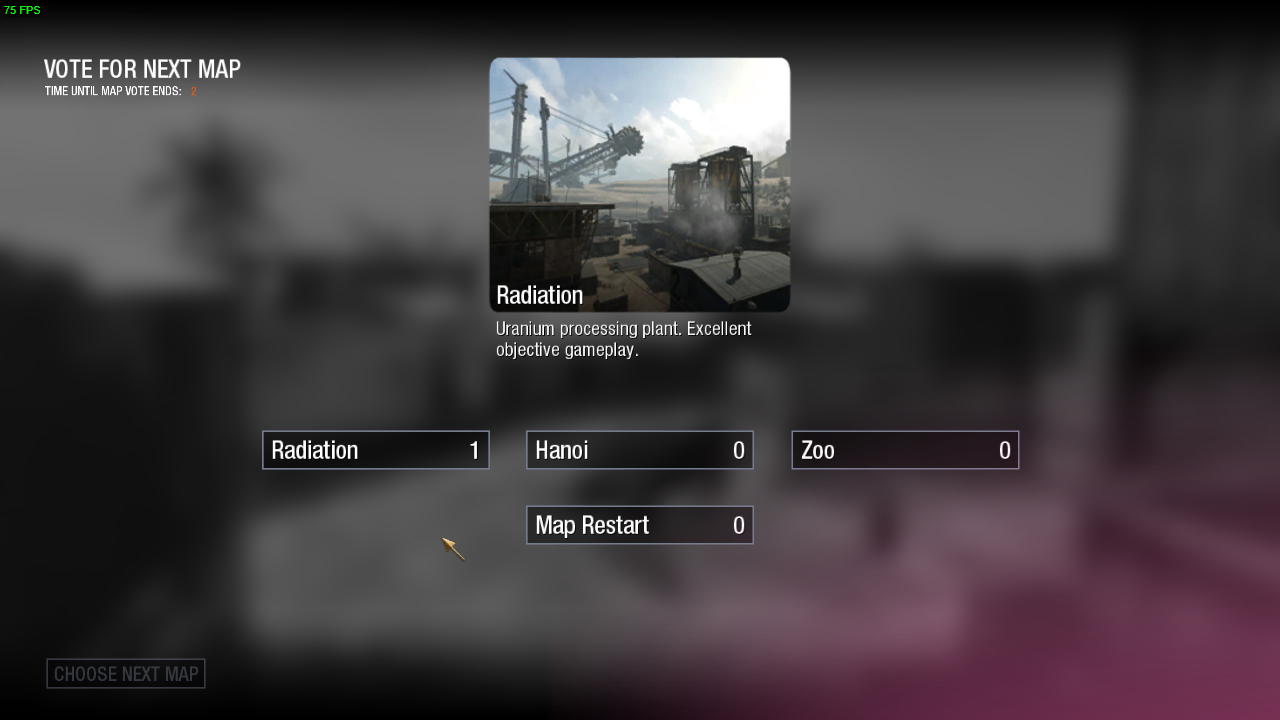 75 FPS
VOTE FOR NEXT MAP
TIME UNTIL MAP VOTE ENDS: 2
Radiation
Uranium processing plant. Excellent
objective gameplay.
Radiation 1
Hanoi 0
Zoo 0
Map Restart 0
CHOOSE NEXT MAP